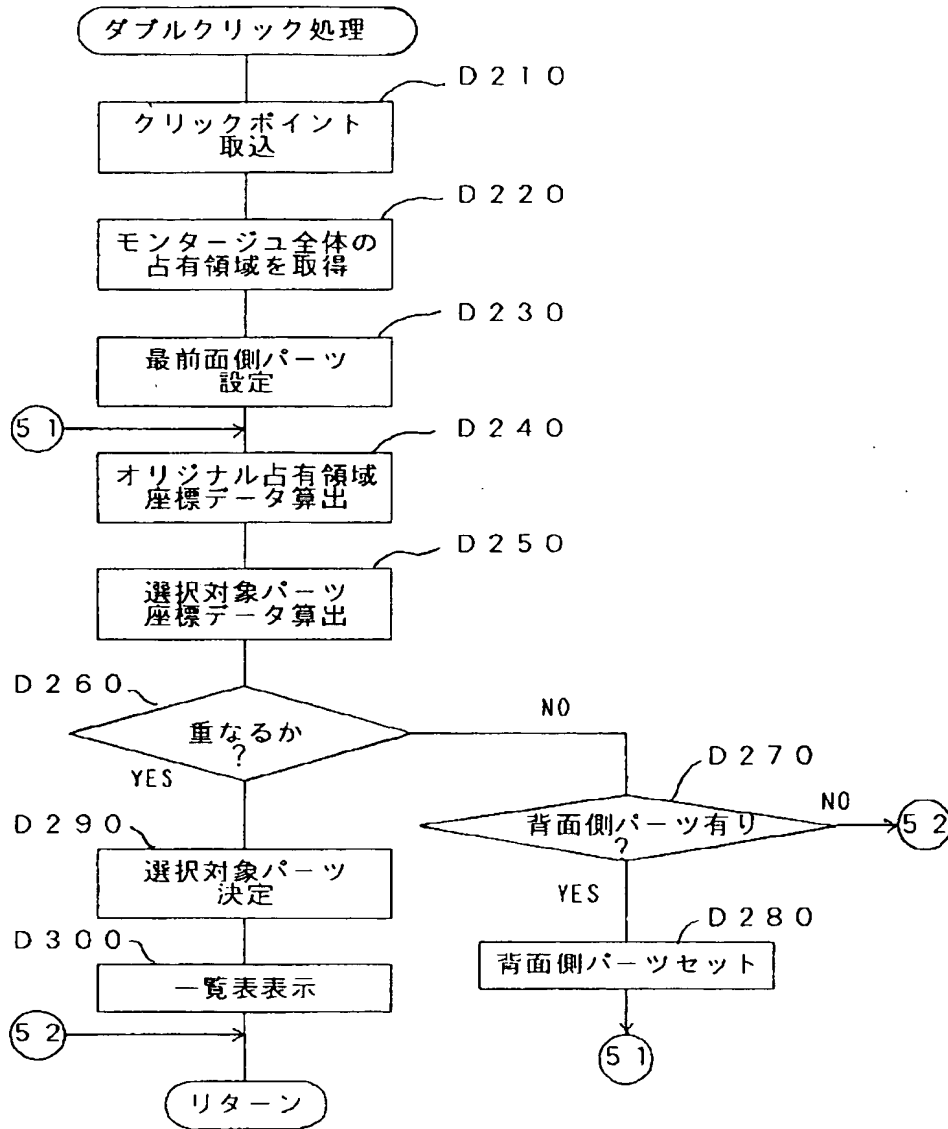 ダブルクリック処理
D210
クリックポイント
取込
D220
モンタージュ全体の
占有領域を取得
D230
最前面側パーツ
設定
51
D240
オリジナル占有領域
座標データ算出
D250
選択対象パーツ
座標データ算出
D260
重なるか
?
NO
YES
D270
背面側パーツ有り
?
NO
52
YES
D290
選択対象パーツ
決定
D280
背面側パーツセット
D300
一覧表表示
52
51
リターン